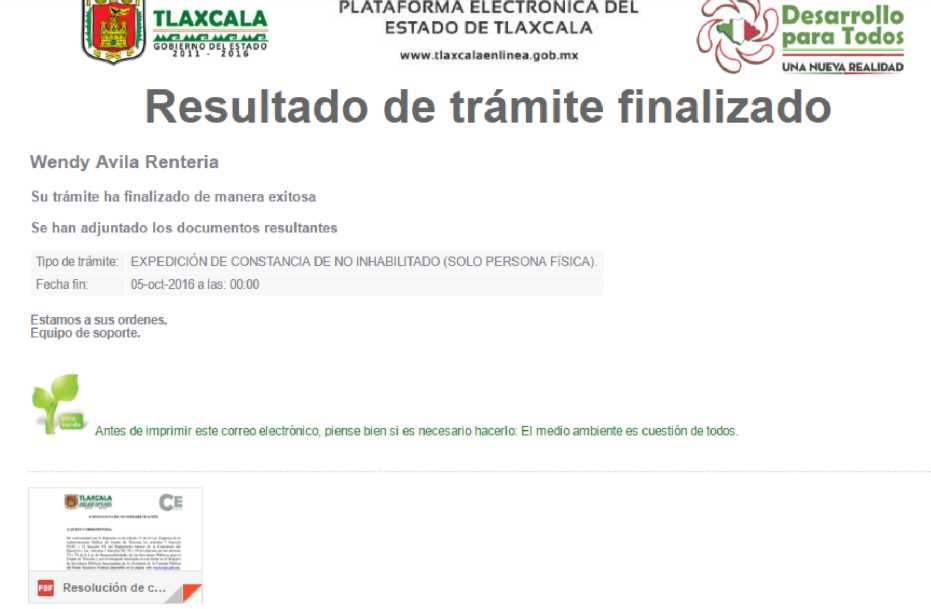 TLAXCALA
GOBIERNO DEL ESTADO
2011 - 2016
PLATAFORMA ELECTRÓNICA DEL
ESTADO DE TLAXCALA
www.tlaxcalaenlinea.gob.mx
Desarrollo
para Todos
UNA NUEVA REALIDAD
Resultado de trámite finalizado
Wendy Avila Renteria
Su trámite ha finalizado de manera exitosa
Se han adjuntado los documentos resultantes
Tipo de trámite: EXPEDICIÓN DE CONSTANCIA DE NO INHABILITADO (SOLO PERSONA FíSICA).
Fecha fin: 05-oct-2016 a las: 00:00
Estamos a sus ordenes.
Equipo de soporte.
Antes de imprimir este correo electrónico, piense bien si es necesario hacerlo: El medio ambiente es cuestión de todos.
TLAXCALA
CE
PDF Resolución de c...